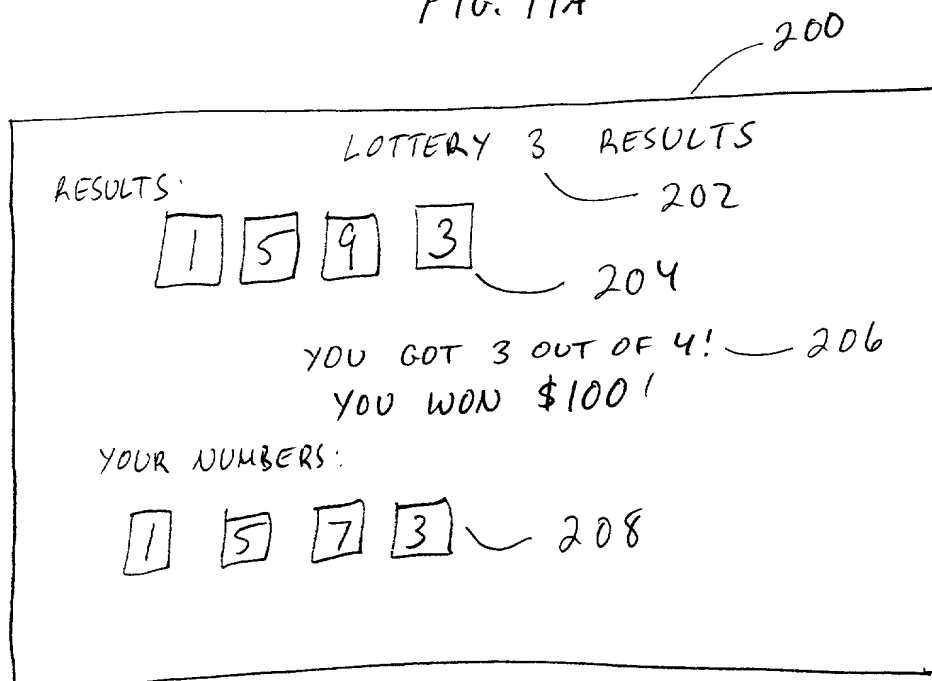 FIG. 11A
200
LOTTERY 3 RESULTS
RESULTS:
202
1 5 9 3
204
YOU GOT 3 OUT OF 4! 206
YOU WON $100!
YOUR NUMBERS:
1 5 7 3 208